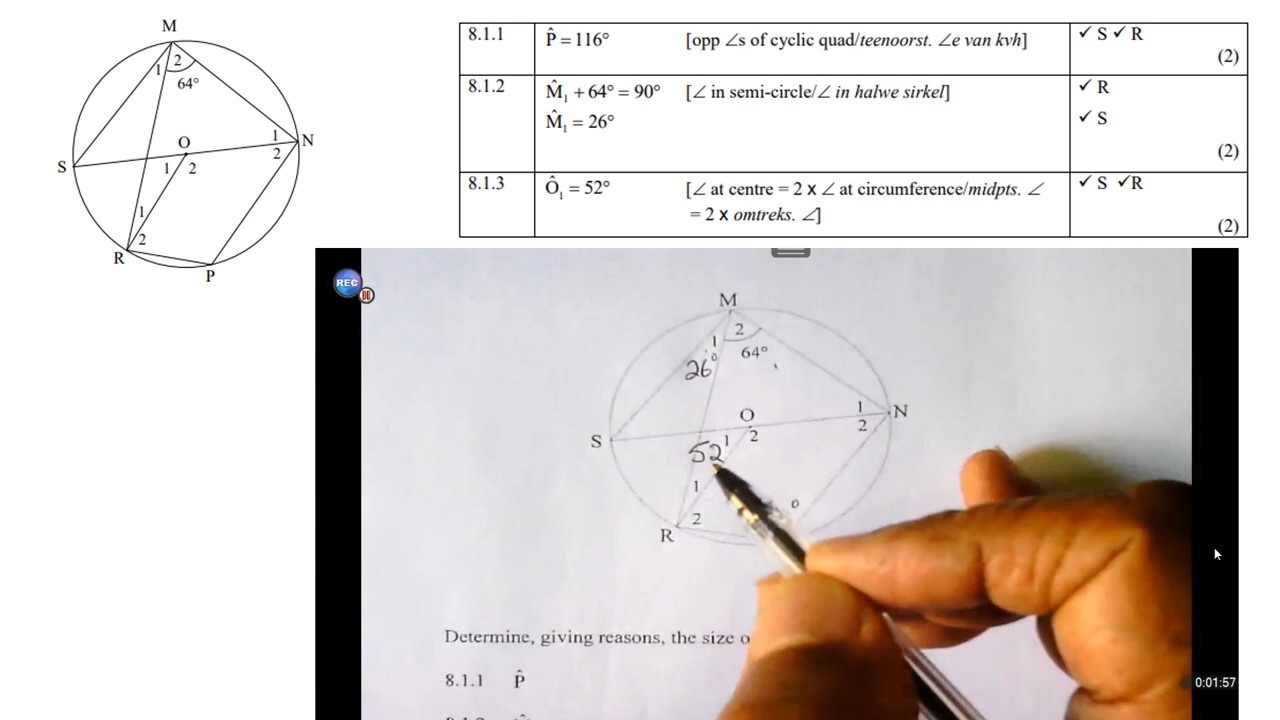 M
1
2
64°
S
O
1
N
2
1 2
1
2
R
P
8.1.1 P̂ = 116° [opp ∠s of cyclic quad/teenoorst. ∠e van kvh] ✓ S ✓ R
(2)
8.1.2 M̂₁ + 64° = 90° [∠ in semi-circle/∠ in halwe sirkel] ✓ R
M̂₁ = 26° ✓ S
(2)
8.1.3 Ô₁ = 52° [∠ at centre = 2 x ∠ at circumference/midpts. ∠ ✓ S ✓R
= 2 x omtreks. ∠]
(2)
REC
M
2
1
64°
26°
O
1
N
2
S
1 2
52
1
2
R
Determine, giving reasons, the size o
8.1.1 P̂
0:01:57